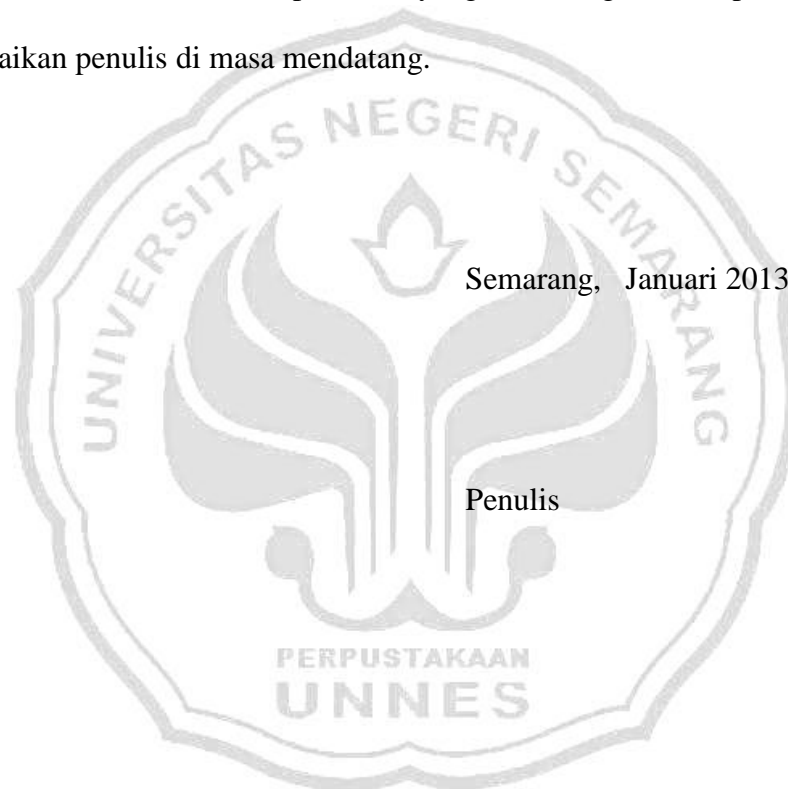 aikan penulis di masa mendatang.
UNIVERSITAS NEGERI SEMARANG
Semarang, Januari 2013
Penulis
PERPUSTAKAAN
UNNES